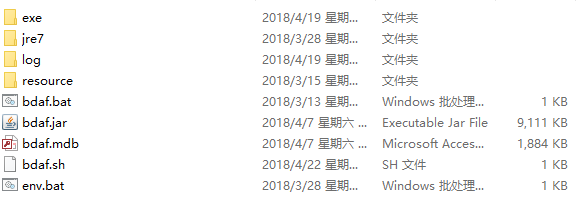 exe 2018/4/19 星期... 文件夹
jre7 2018/3/28 星期... 文件夹
log 2018/4/19 星期... 文件夹
resource 2018/3/15 星期... 文件夹
bdaf.bat 2018/3/13 星期... Windows 批处理... 1 KB
bdaf.jar 2018/4/7 星期六 ... Executable Jar File 9,111 KB
bdaf.mdb 2018/4/7 星期六 ... Microsoft Acces... 1,884 KB
bdaf.sh 2018/4/22 星期... SH 文件 1 KB
env.bat 2018/3/28 星期... Windows 批处理... 1 KB